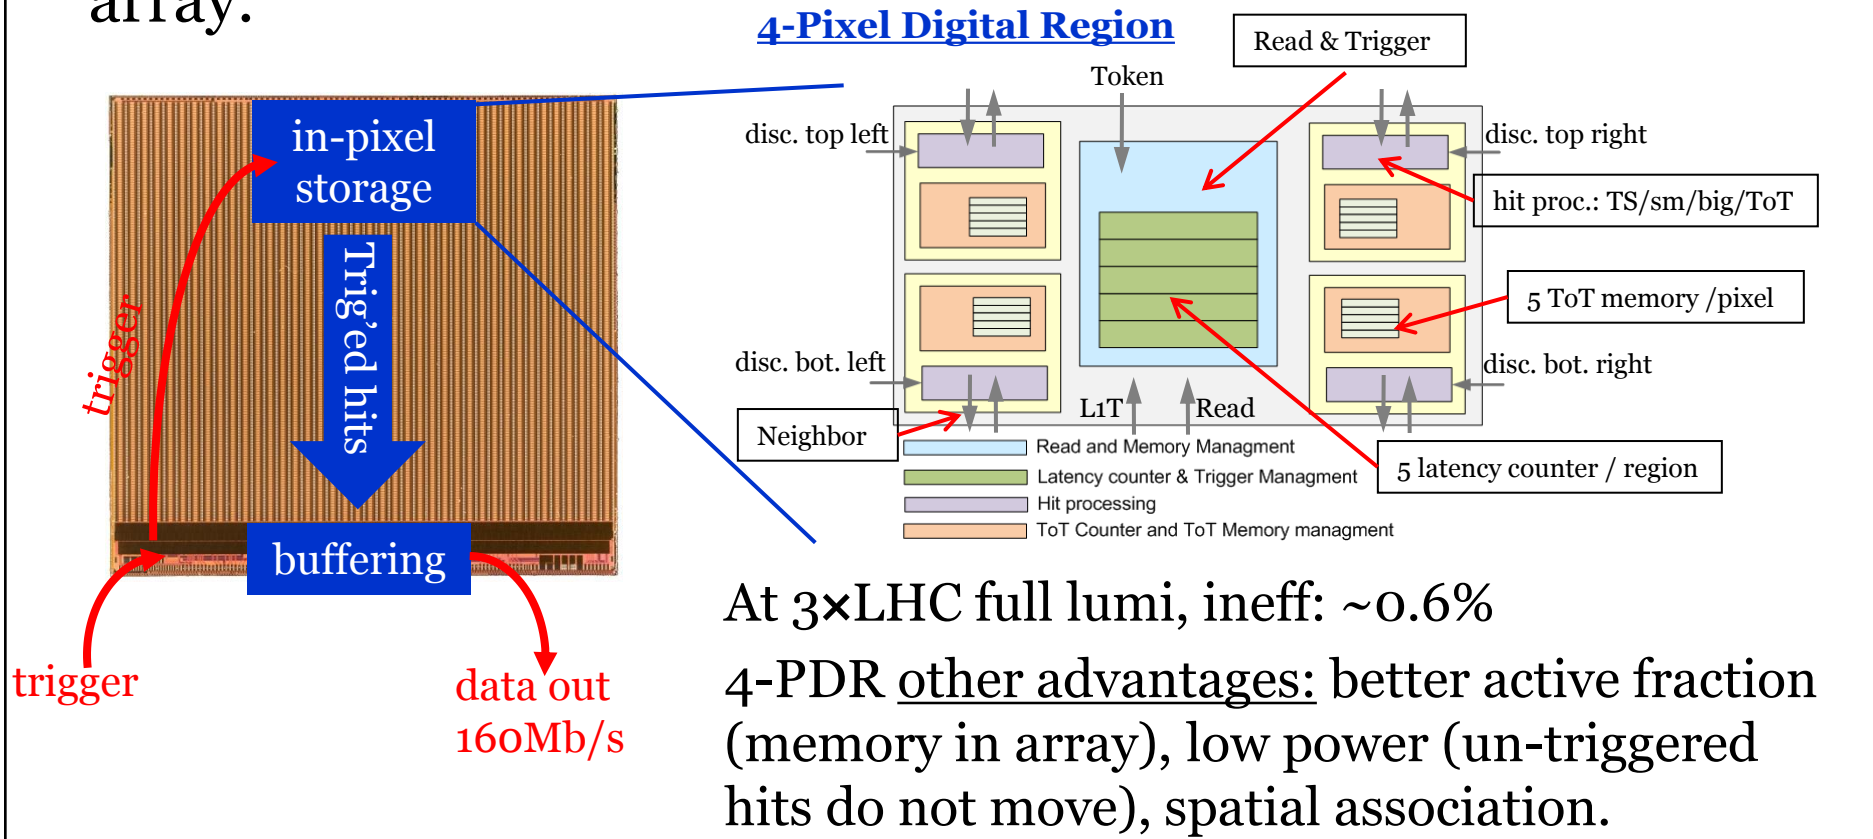 array.
4-Pixel Digital Region
Read & Trigger
Token
in-pixel
storage
disc. top left
disc. top right
hit proc.: TS/sm/big/ToT
trigger
Trig'ed hits
5 ToT memory /pixel
disc. bot. left
disc. bot. right
L1T
Read
Neighbor
Read and Memory Managment
Latency counter & Trigger Managment
5 latency counter / region
Hit processing
ToT Counter and ToT Memory managment
buffering
trigger
data out
160Mb/s
At 3×LHC full lumi, ineff: ~0.6%
4-PDR other advantages: better active fraction
(memory in array), low power (un-triggered
hits do not move), spatial association.